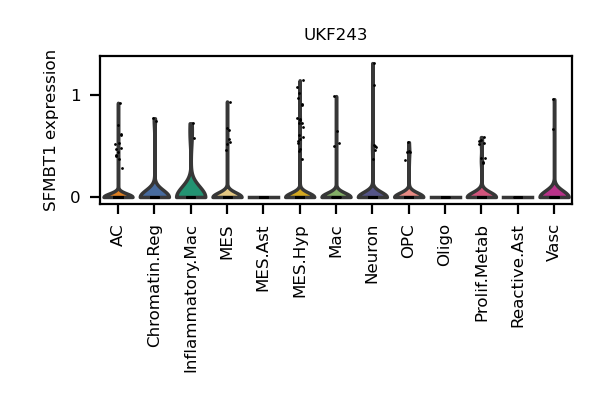 UKF243
SFMBT1 expression
1
0
AC
Chromatin.Reg
Inflammatory.Mac
MES
MES.Ast
MES.Hyp
Mac
Neuron
OPC
Oligo
Prolif.Metab
Reactive.Ast
Vasc